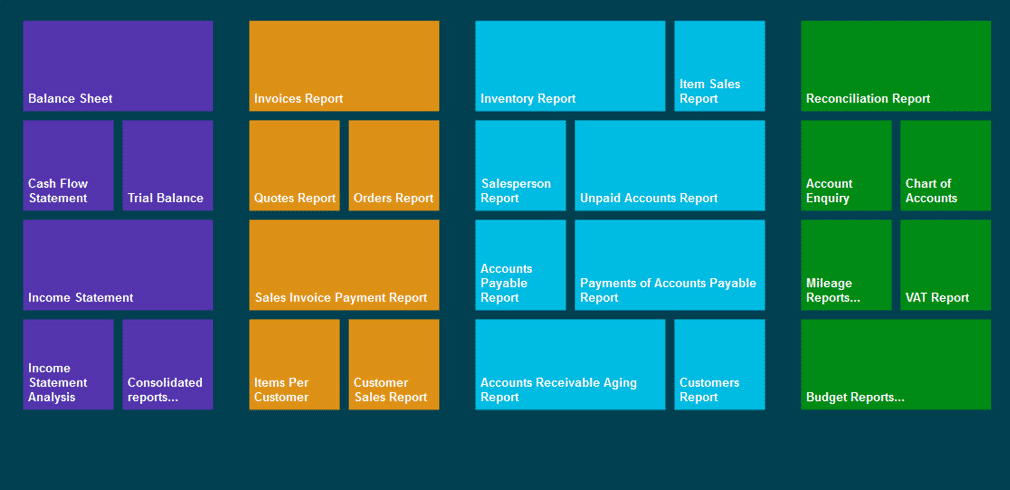 Balance Sheet
Cash Flow
Statement
Trial Balance
Income Statement
Income
Statement
Analysis
Consolidated
reports...
Invoices Report
Quotes Report
Orders Report
Sales Invoice Payment Report
Items Per
Customer
Customer
Sales Report
Inventory Report
Item Sales
Report
Salesperson
Report
Unpaid Accounts Report
Accounts
Payable
Report
Payments of Accounts Payable
Report
Accounts Receivable Aging
Report
Customers
Report
Reconciliation Report
Account
Enquiry
Chart of
Accounts
Mileage
Reports...
VAT Report
Budget Reports...